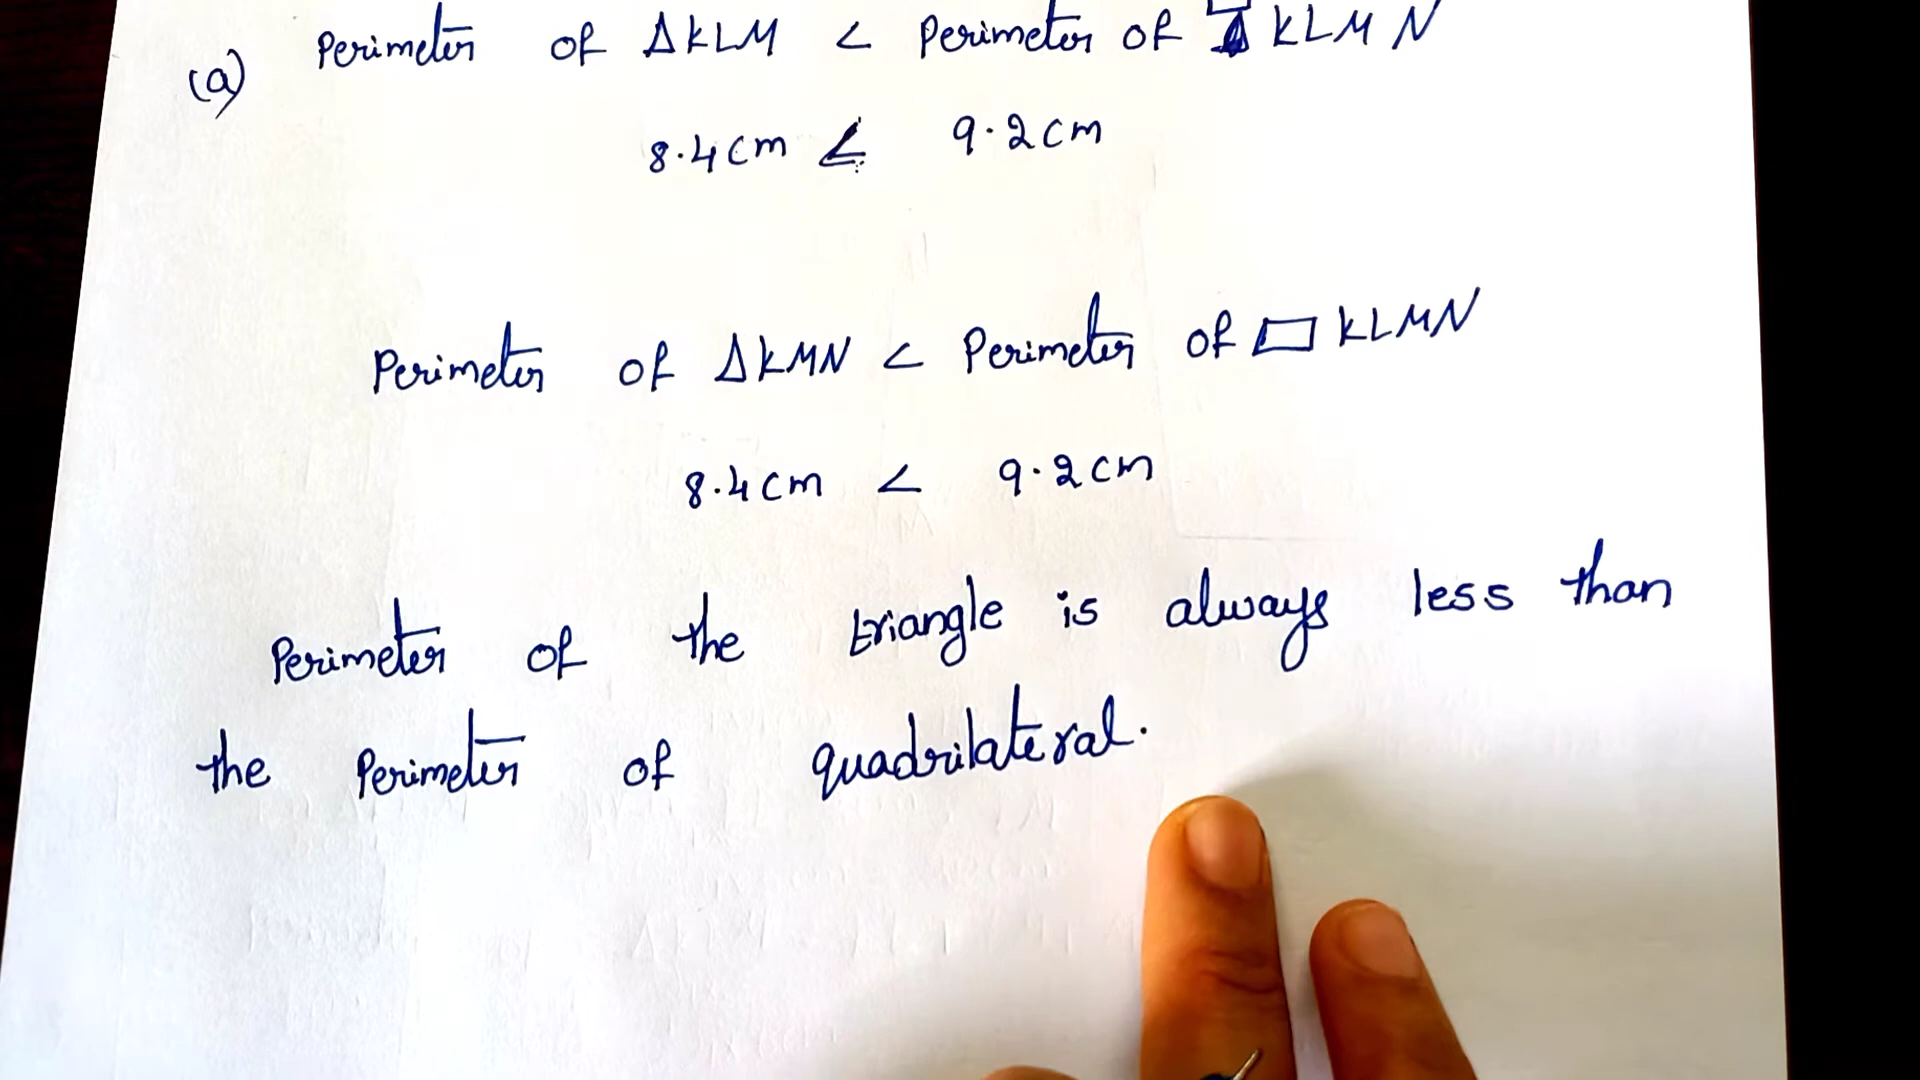 (a) Perimeter of ΔKLM < Perimeter of ▱ KLMN
8.4cm < 9.2cm
Perimeter of ΔKMN < Perimeter of ▱ KLMN
8.4cm < 9.2cm
Perimeter of the triangle is always less than
the Perimeter of quadrilateral.